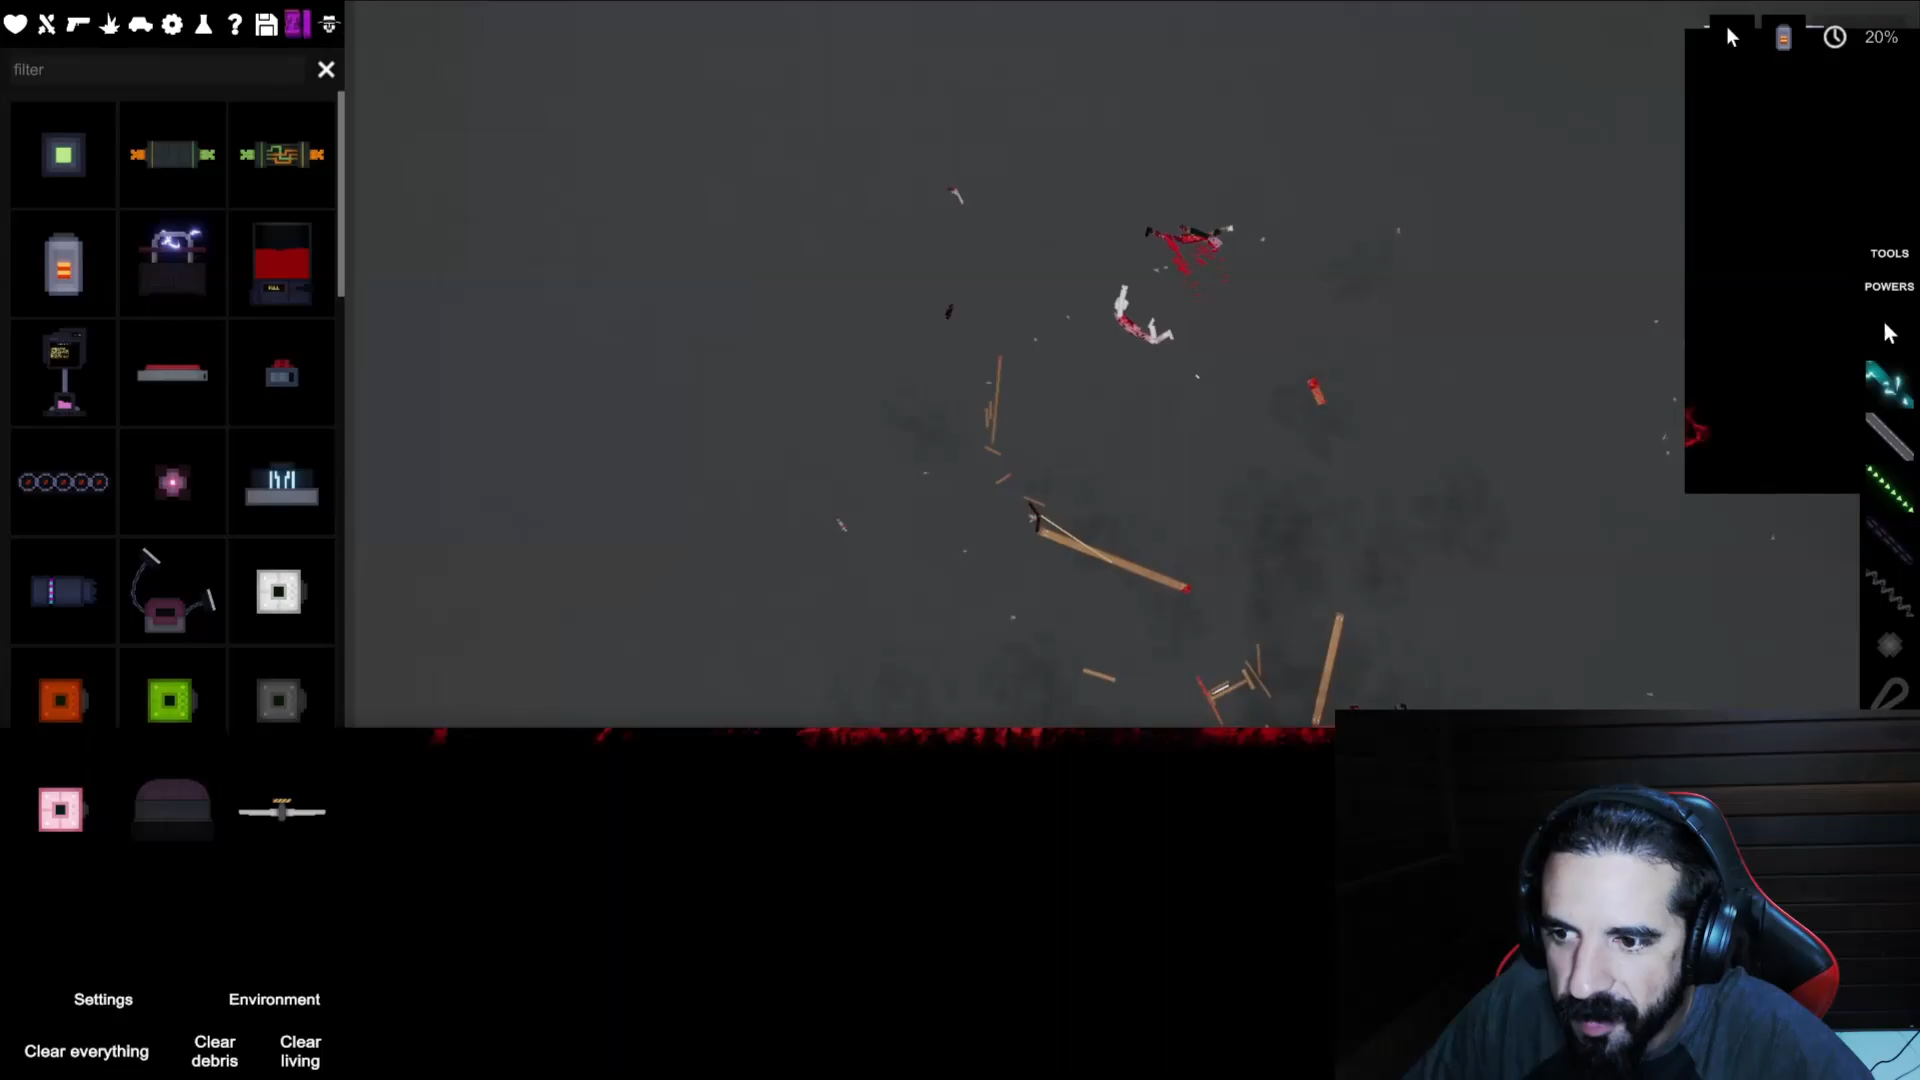 filter
20%
TOOLS
POWERS
Settings
Environment
Clear everything
Clear
debris
Clear
living